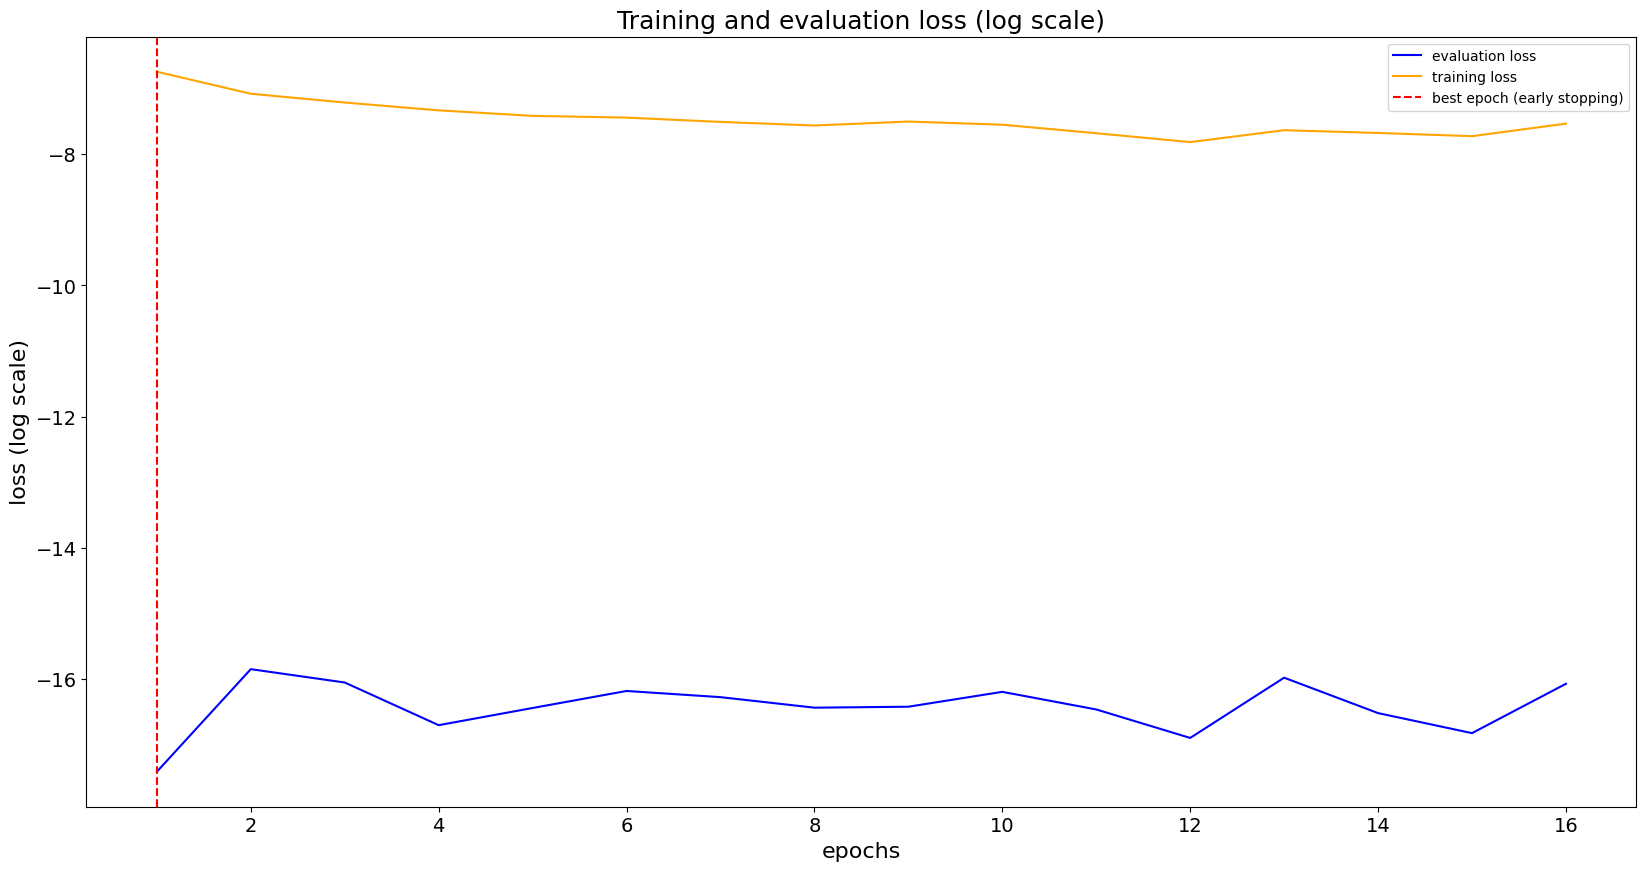 Training and evaluation loss (log scale)
evaluation loss
training loss
best epoch (early stopping)
loss (log scale)
−8
−10
−12
−14
−16
2 4 6 8 10 12 14 16
epochs